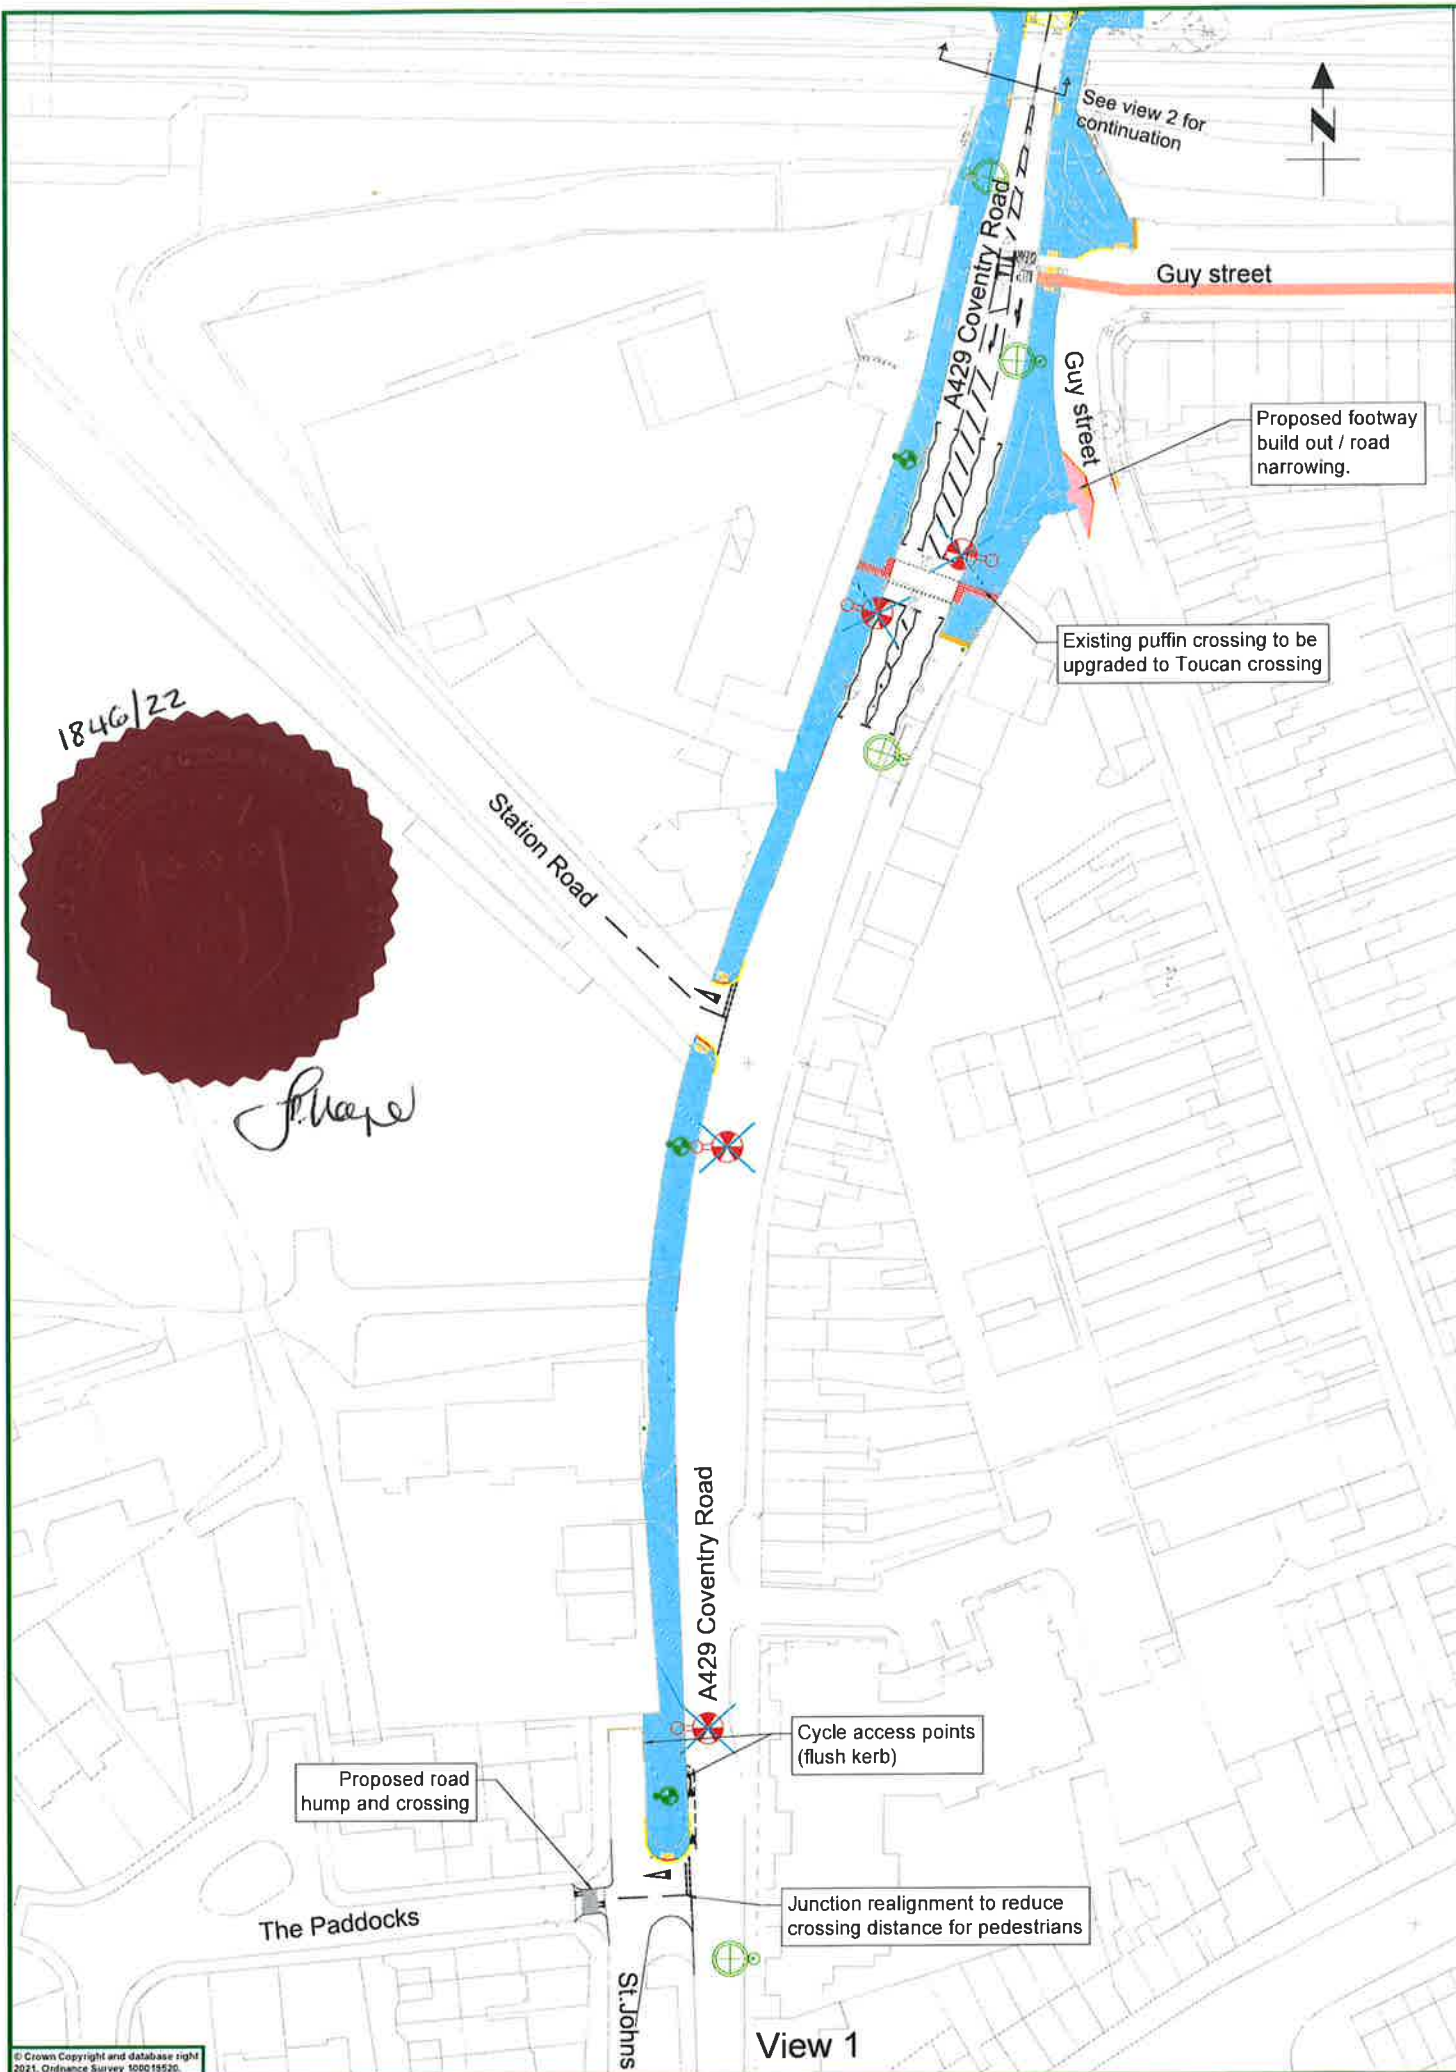 See view 2 for
continuation
N
A429 Coventry Road
Guy street
Guy street
Proposed footway
build out / road
narrowing.
Existing puffin crossing to be
upgraded to Toucan crossing
1846/22
Station Road
A429 Coventry Road
Cycle access points
(flush kerb)
Proposed road
hump and crossing
Junction realignment to reduce
crossing distance for pedestrians
The Paddocks
St.Johns
View 1
© Crown Copyright and database right
2021. Ordnance Survey 100019520.